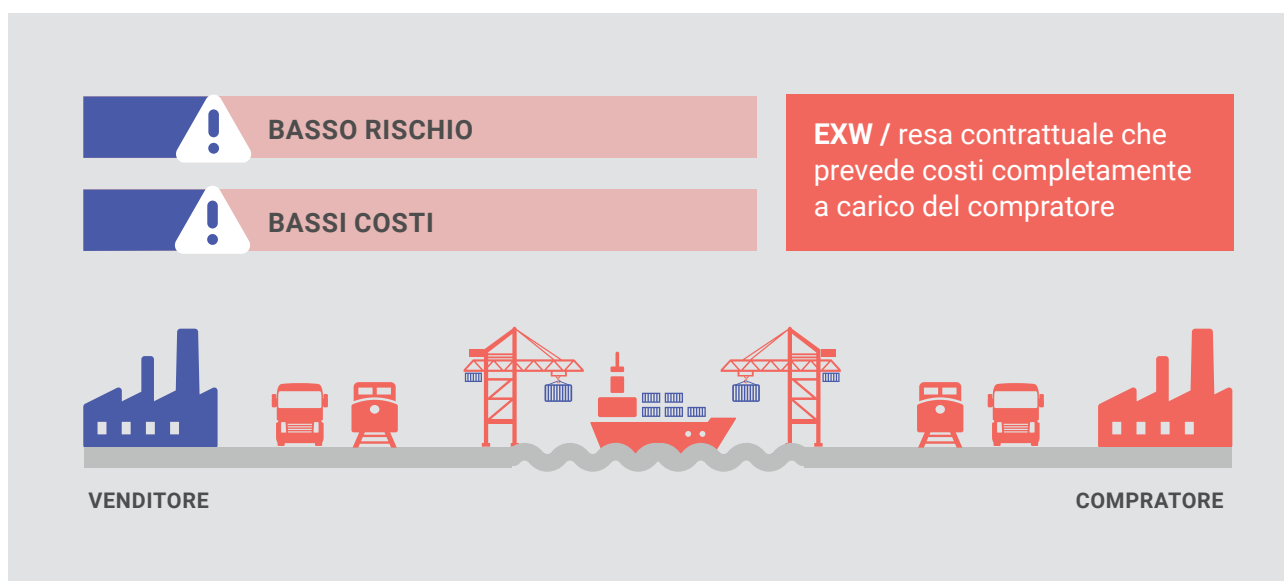 BASSO RISCHIO
BASSI COSTI
EXW / resa contrattuale che
prevede costi completamente
a carico del compratore
VENDITORE
COMPRATORE